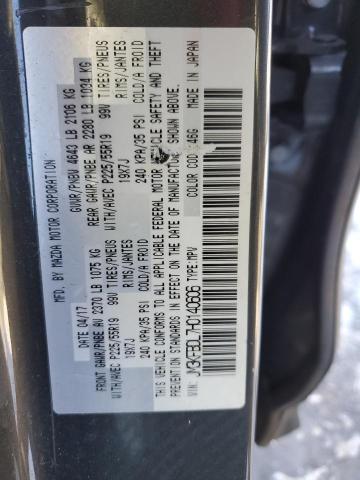 MFD. BY MAZDA MOTOR CORPORATION
04/17 GVWR/PNBV 4643 LB 2106 KG
FRONT GAWR/PNBE AV 2370 LB 1075 KG REAR GAWR/PNBE AR 2280 LB 1034 KG
WITH/AVEC P225/55R19 99V TIRES/PNEUS WITH/AVEC P225/55R19 99V TIRES/PNEUS
19X7J RIMS/JANTES 19X7J RIMS/JANTES
240 KPA/35 PSI COLD/A FROID 240 KPA/35 PSI COLD/A FROID
THIS VEHICLE CONFORMS TO ALL APPLICABLE FEDERAL MOTOR VEHICLE SAFETY AND THEFT
PREVENTION STANDARDS IN EFFECT ON THE DATE OF MANUFACTURE SHOWN ABOVE.
VIN: JM3KFBDL7H0140606 TYPE:MPV COLOR COD 46G MADE IN JAPAN